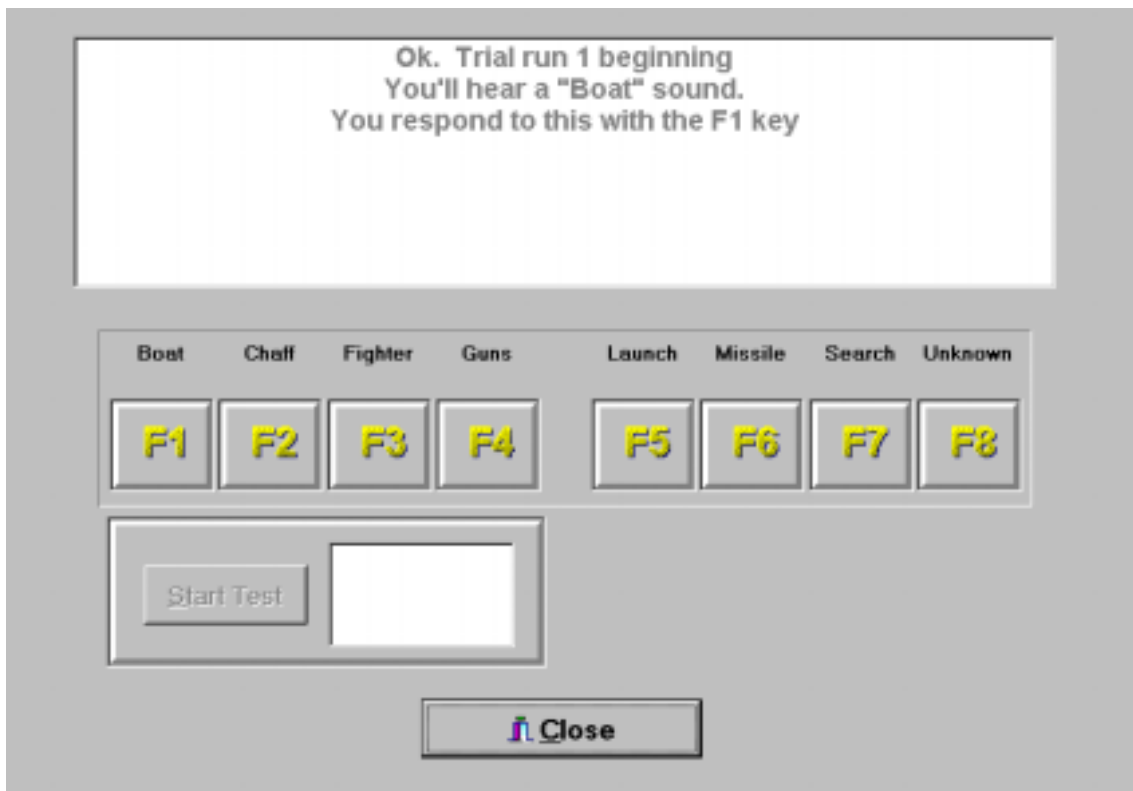 Ok. Trial run 1 beginning
You'll hear a "Boat" sound.
You respond to this with the F1 key
Boat Chaff Fighter Guns Launch Missile Search Unknown
F1 F2 F3 F4 F5 F6 F7 F8
Start Test
Close